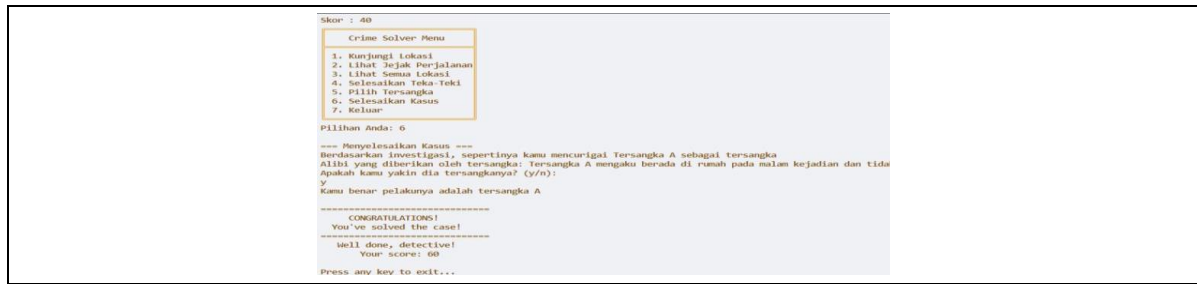 Skor : 40
Crime Solver Menu
1. Kunjungi Lokasi
2. Lihat Jejak Perjalanan
3. Lihat Semua Lokasi
4. Selesaikan Teka-Teki
5. Pilih Tersangka
6. Selesaikan Kasus
7. Keluar
Pilihan Anda: 6
=== Menyelesaikan Kasus ===
Berdasarkan investigasi, sepertinya kamu mencurigai Tersangka A sebagai tersangka
Alibi yang diberikan oleh tersangka: Tersangka A mengaku berada di rumah pada malam kejadian dan tida
Apakah kamu yakin dia tersangkanya? (y/n):
y
Kamu benar pelakunya adalah tersangka A
==============================
CONGRATULATIONS!
You've solved the case!
==============================
Well done, detective!
Your score: 60
Press any key to exit...